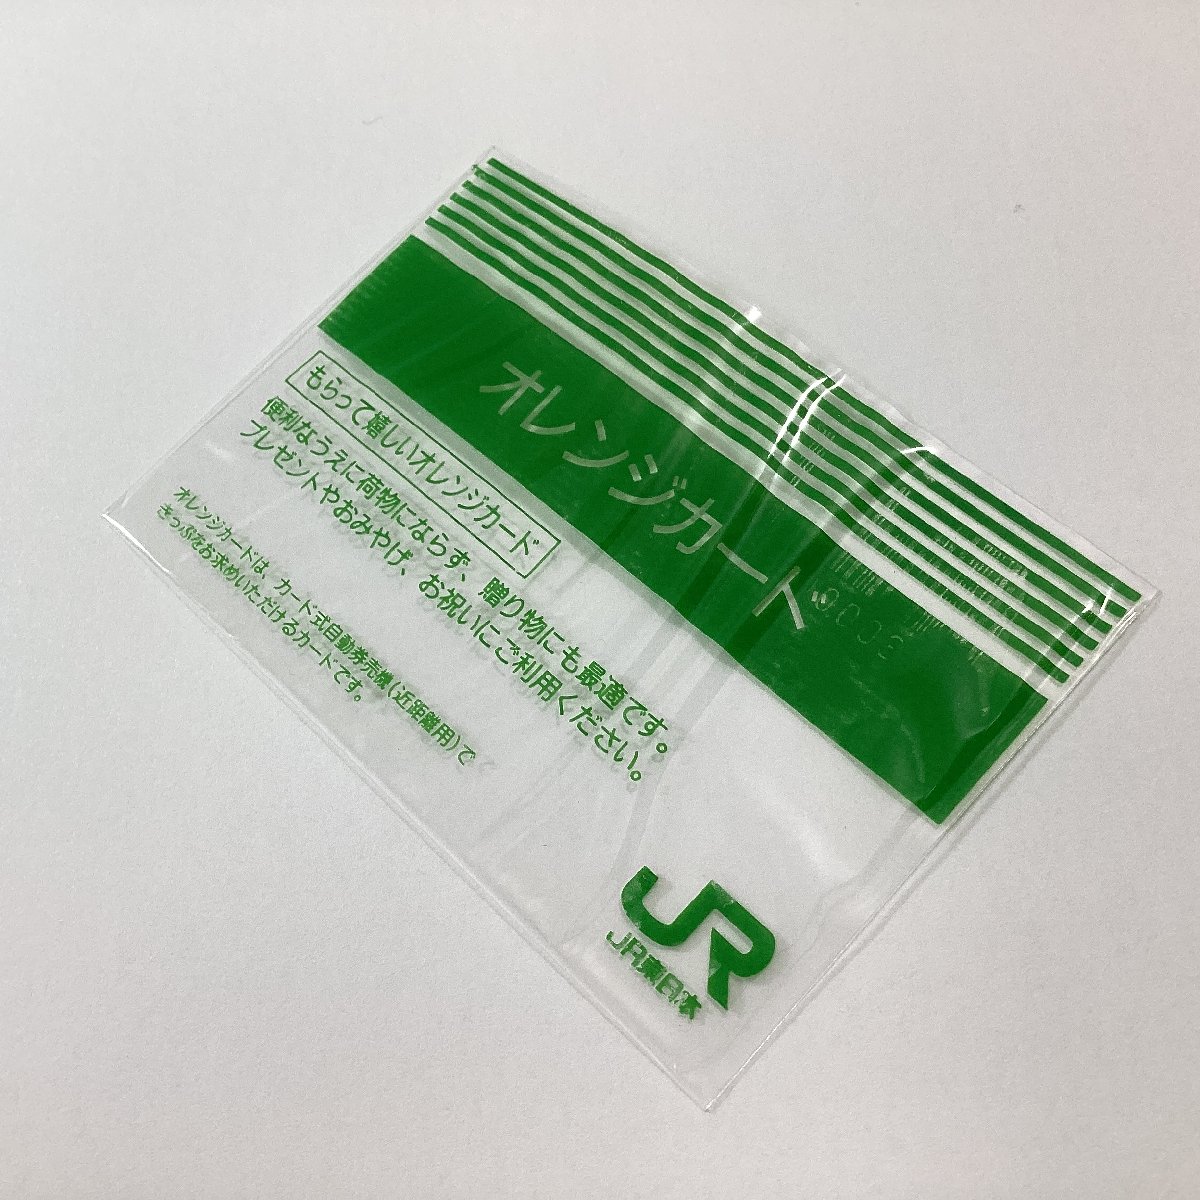 オレンジカード
もらって嬉しいオレンジカード
便利なうえに荷物にならず、贈り物にも最適です。
プレゼントやおみやげ、お祝いにご利用ください。
オレンジカードは、カード式自動券売機(近距離用)で
きっぷをお求めいただけるカードです。
JR
JR東日本